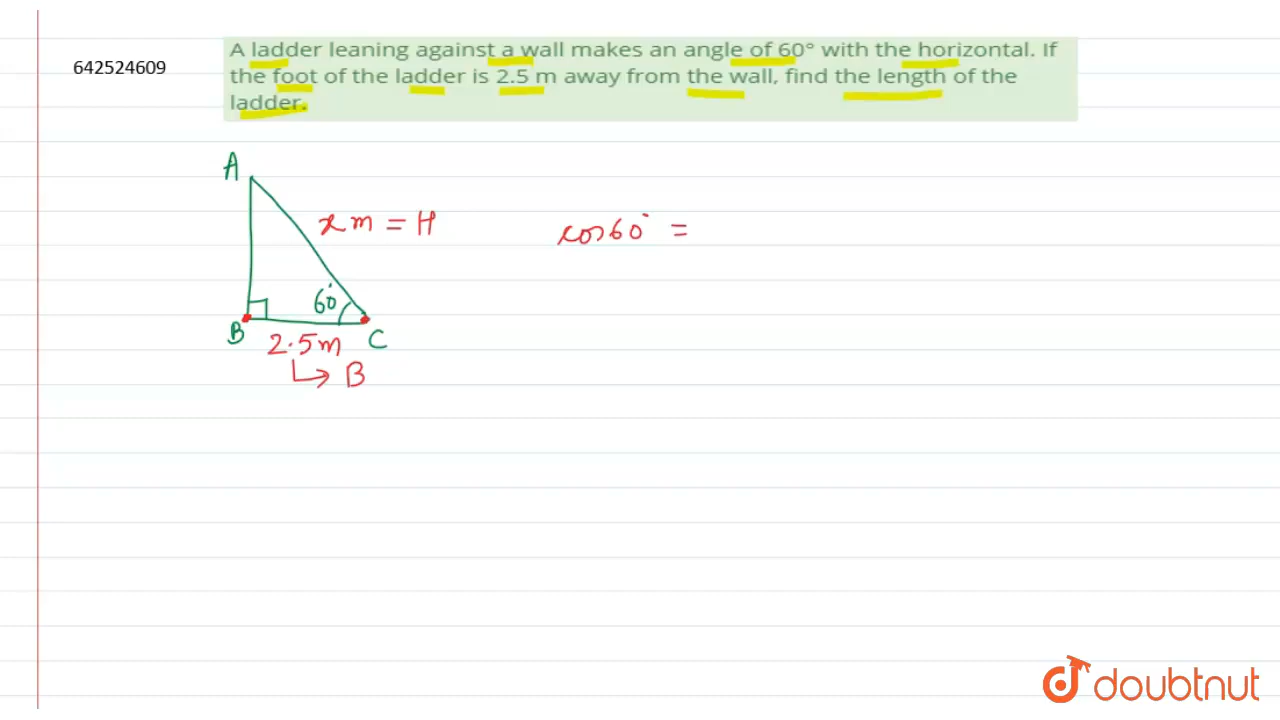 642524609
A ladder leaning against a wall makes an angle of 60° with the horizontal. If
the foot of the ladder is 2.5 m away from the wall, find the length of the
ladder.
A
x m = H
cos 60° =
60°
B
2.5 m
C
↳ B
doubtnut